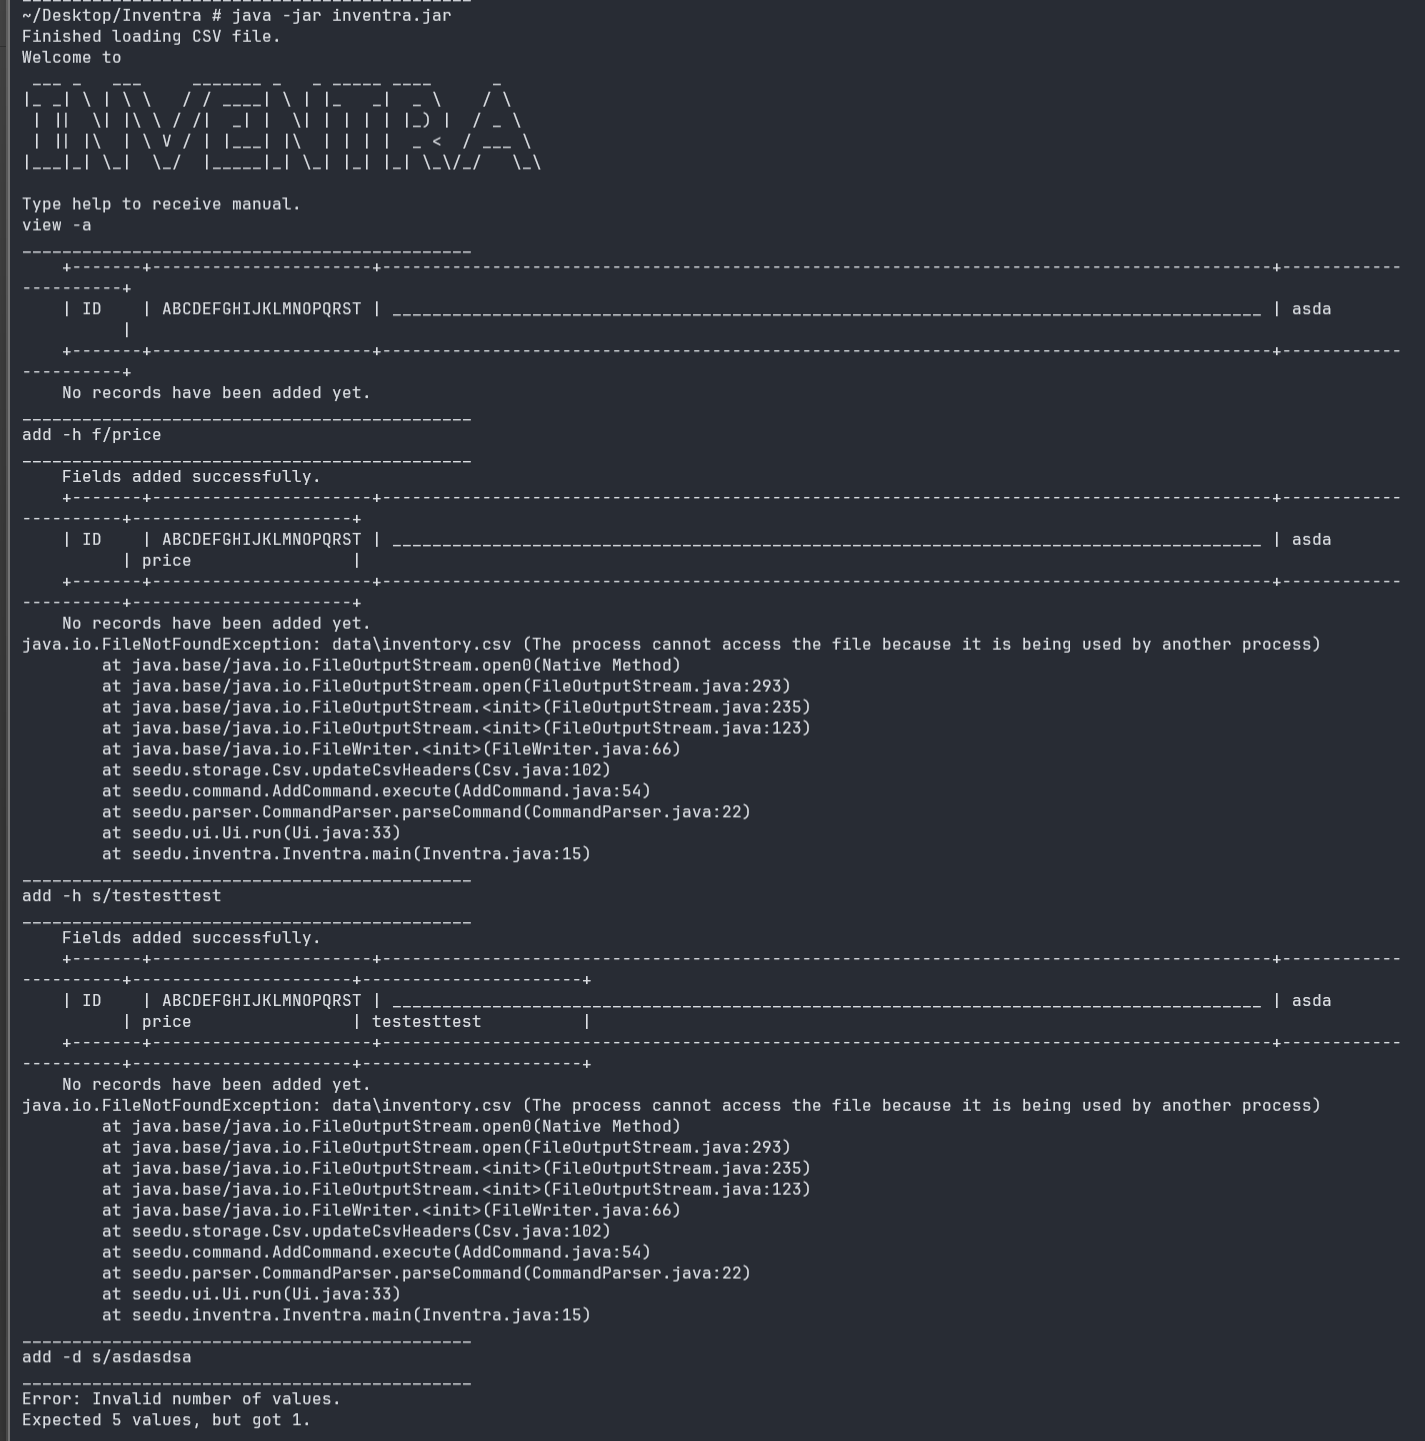 ~/Desktop/Inventra # java -jar inventra.jar
Finished loading CSV file.
Welcome to
 ___ _   ___     _______ _   _ _____ ____      _
|_ _| \ | \ \   / / ____| \ | |_   _|  _ \    / \
 | ||  \| |\ \ / /|  _| |  \| | | | | |_) |  / _ \
 | || |\  | \ V / | |___| |\  | | | |  _ <  / ___ \
|___|_| \_|  \_/  |_____|_| \_| |_| |_| \_\/_/   \_\
Type help to receive manual.
view -a
_____________________________________________
    +-------+----------------------+-----------------------------------------------------------------------------------------+------------
----------+
    | ID    | ABCDEFGHIJKLMNOPQRST | _______________________________________________________________________________________ | asda
          |
    +-------+----------------------+-----------------------------------------------------------------------------------------+------------
----------+
    No records have been added yet.
_____________________________________________
add -h f/price
_____________________________________________
    Fields added successfully.
    +-------+----------------------+-----------------------------------------------------------------------------------------+------------
----------+----------------------+
    | ID    | ABCDEFGHIJKLMNOPQRST | _______________________________________________________________________________________ | asda
          | price                |
    +-------+----------------------+-----------------------------------------------------------------------------------------+------------
----------+----------------------+
    No records have been added yet.
java.io.FileNotFoundException: data\inventory.csv (The process cannot access the file because it is being used by another process)
        at java.base/java.io.FileOutputStream.open0(Native Method)
        at java.base/java.io.FileOutputStream.open(FileOutputStream.java:293)
        at java.base/java.io.FileOutputStream.<init>(FileOutputStream.java:235)
        at java.base/java.io.FileOutputStream.<init>(FileOutputStream.java:123)
        at java.base/java.io.FileWriter.<init>(FileWriter.java:66)
        at seedu.storage.Csv.updateCsvHeaders(Csv.java:102)
        at seedu.command.AddCommand.execute(AddCommand.java:54)
        at seedu.parser.CommandParser.parseCommand(CommandParser.java:22)
        at seedu.ui.Ui.run(Ui.java:33)
        at seedu.inventra.Inventra.main(Inventra.java:15)
_____________________________________________
add -h s/testesttest
_____________________________________________
    Fields added successfully.
    +-------+----------------------+-----------------------------------------------------------------------------------------+------------
----------+----------------------+----------------------+
    | ID    | ABCDEFGHIJKLMNOPQRST | _______________________________________________________________________________________ | asda
          | price                | testesttest          |
    +-------+----------------------+-----------------------------------------------------------------------------------------+------------
----------+----------------------+----------------------+
    No records have been added yet.
java.io.FileNotFoundException: data\inventory.csv (The process cannot access the file because it is being used by another process)
        at java.base/java.io.FileOutputStream.open0(Native Method)
        at java.base/java.io.FileOutputStream.open(FileOutputStream.java:293)
        at java.base/java.io.FileOutputStream.<init>(FileOutputStream.java:235)
        at java.base/java.io.FileOutputStream.<init>(FileOutputStream.java:123)
        at java.base/java.io.FileWriter.<init>(FileWriter.java:66)
        at seedu.storage.Csv.updateCsvHeaders(Csv.java:102)
        at seedu.command.AddCommand.execute(AddCommand.java:54)
        at seedu.parser.CommandParser.parseCommand(CommandParser.java:22)
        at seedu.ui.Ui.run(Ui.java:33)
        at seedu.inventra.Inventra.main(Inventra.java:15)
_____________________________________________
add -d s/asdasdsa
_____________________________________________
Error: Invalid number of values.
Expected 5 values, but got 1.